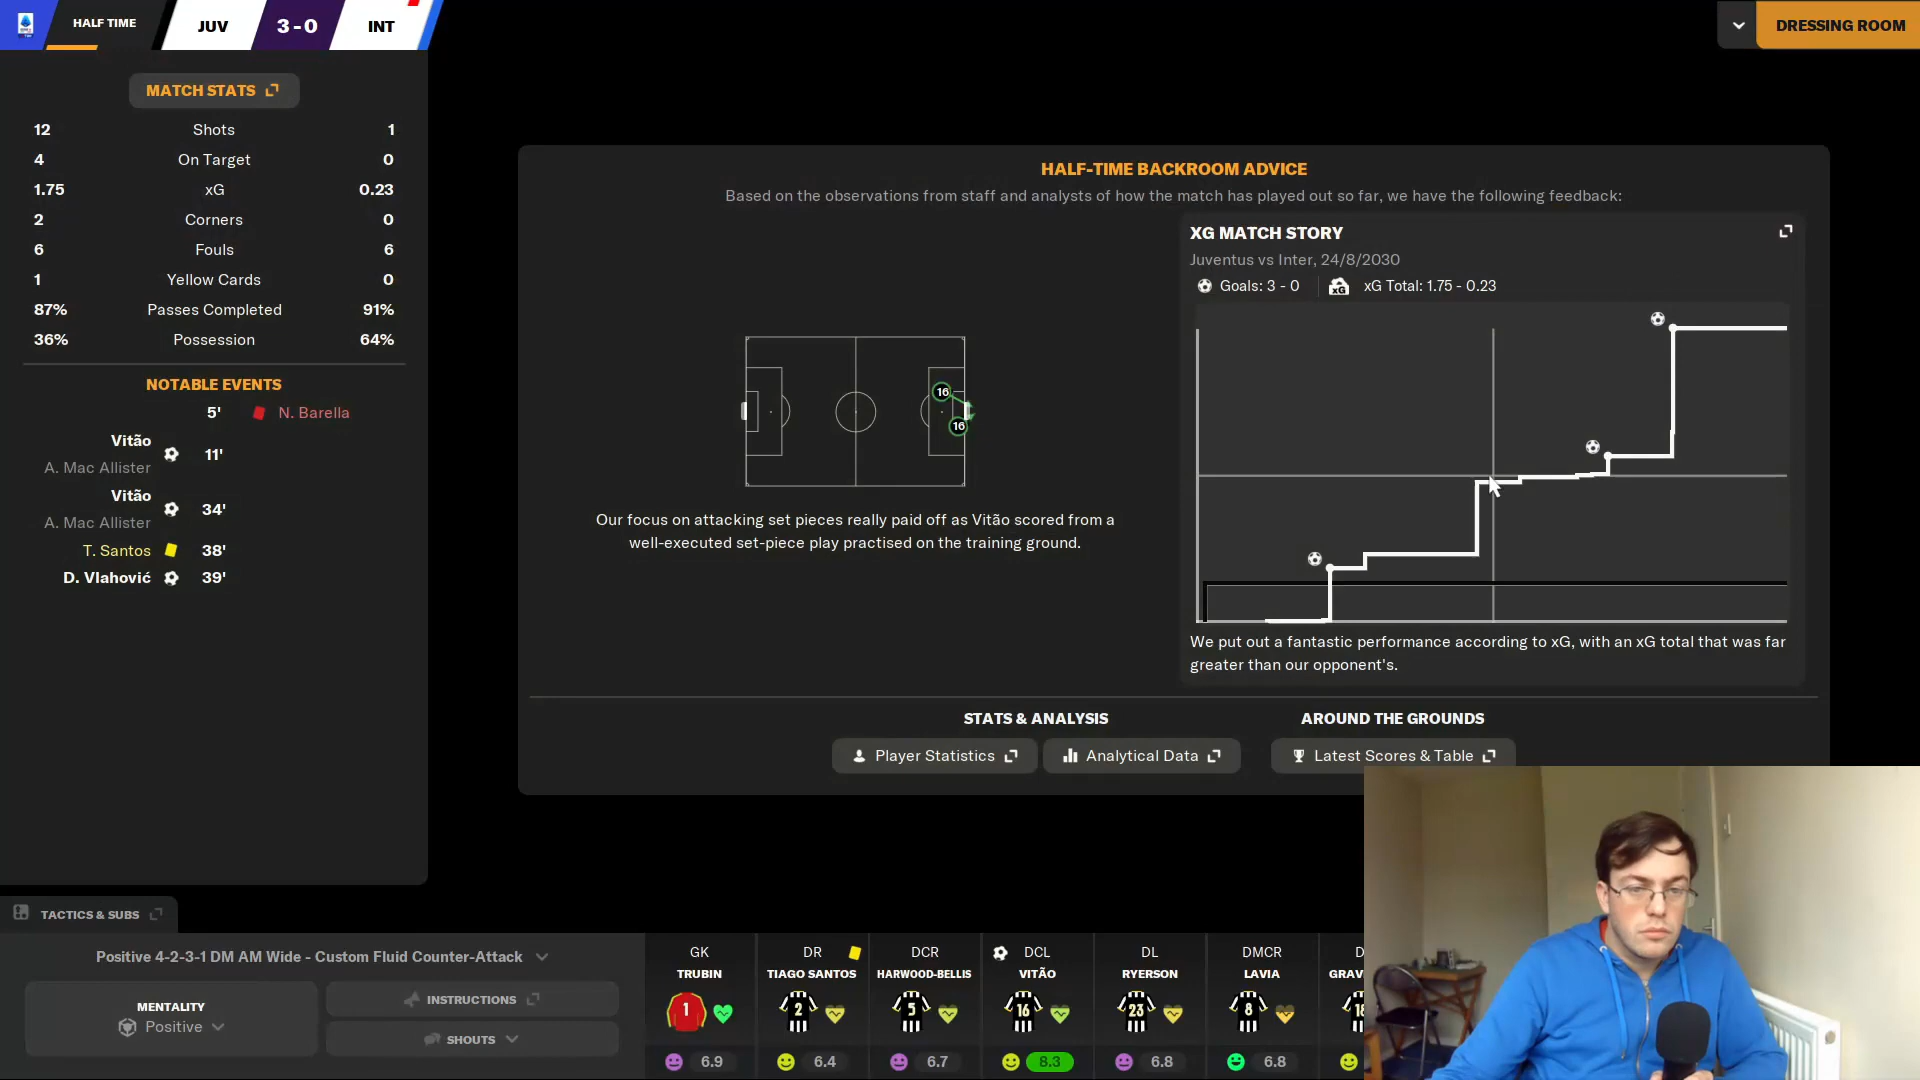 HALF TIME
JUV
3 - 0
INT
DRESSING ROOM
MATCH STATS
12 Shots 1
4 On Target 0
1.75 xG 0.23
2 Corners 0
6 Fouls 6
1 Yellow Cards 0
87% Passes Completed 91%
36% Possession 64%
NOTABLE EVENTS
5' N. Barella
Vitão
A. Mac Allister
11'
Vitão
A. Mac Allister
34'
T. Santos 38'
D. Vlahović 39'
HALF-TIME BACKROOM ADVICE
Based on the observations from staff and analysts of how the match has played out so far, we have the following feedback:
16
16
Our focus on attacking set pieces really paid off as Vitão scored from a
well-executed set-piece play practised on the training ground.
XG MATCH STORY
Juventus vs Inter, 24/8/2030
Goals: 3 - 0
xG
xG Total: 1.75 - 0.23
We put out a fantastic performance according to xG, with an xG total that was far
greater than our opponent's.
STATS & ANALYSIS
Player Statistics
Analytical Data
AROUND THE GROUNDS
Latest Scores & Table
TACTICS & SUBS
Positive 4-2-3-1 DM AM Wide - Custom Fluid Counter-Attack
MENTALITY
Positive
INSTRUCTIONS
SHOUTS
GK
TRUBIN
1
6.9
DR
TIAGO SANTOS
2
6.4
DCR
HARWOOD-BELLIS
5
6.7
DCL
VITÃO
16
8.3
DL
RYERSON
23
6.8
DMCR
LAVIA
8
6.8
D
GRAV